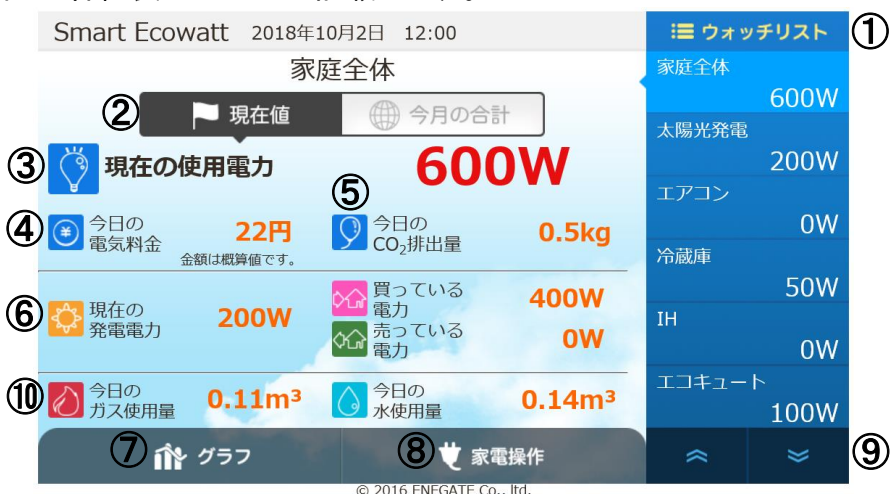 Smart Ecowatt 2018年10月2日 12:00
家庭全体
② 現在値 今月の合計
③ 現在の使用電力 600W
④ 今日の
電気料金 22円
金額は概算値です。
⑤ 今日の
CO₂排出量 0.5kg
⑥ 現在の
発電電力 200W
買っている
電力 400W
売っている
電力 0W
⑩ 今日の
ガス使用量 0.11m³
今日の
水使用量 0.14m³
⑦ グラフ
⑧ 家電操作
ウォッチリスト ①
家庭全体
600W
太陽光発電
200W
エアコン
0W
冷蔵庫
50W
IH
0W
エコキュート
100W
⑨
© 2016 ENEGATE Co., ltd.